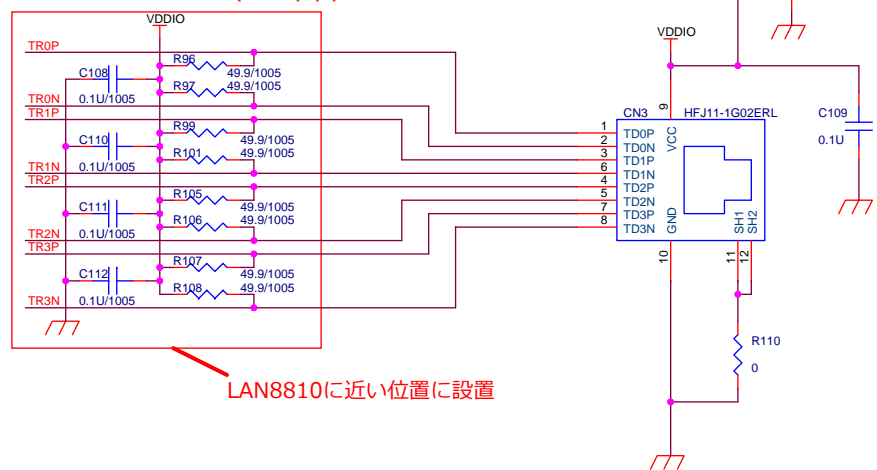 VDDIO
TR0P
R96
49.9/1005
C108
R97
0.1U/1005
49.9/1005
TR0N
TR1P
R99
49.9/1005
C110
R101
0.1U/1005
49.9/1005
TR1N
TR2P
R105
49.9/1005
C111
R106
0.1U/1005
49.9/1005
TR2N
TR3P
R107
49.9/1005
C112
R108
0.1U/1005
49.9/1005
TR3N
LAN8810に近い位置に設置
VDDIO
9
CN3
HFJ11-1G02ERL
1 TD0P
2 TD0N
3 TD1P
6 TD1N
4 TD2P
5 TD2N
7 TD3P
8 TD3N
VCC
GND
SH1
SH2
10
11
12
C109
0.1U
R110
0